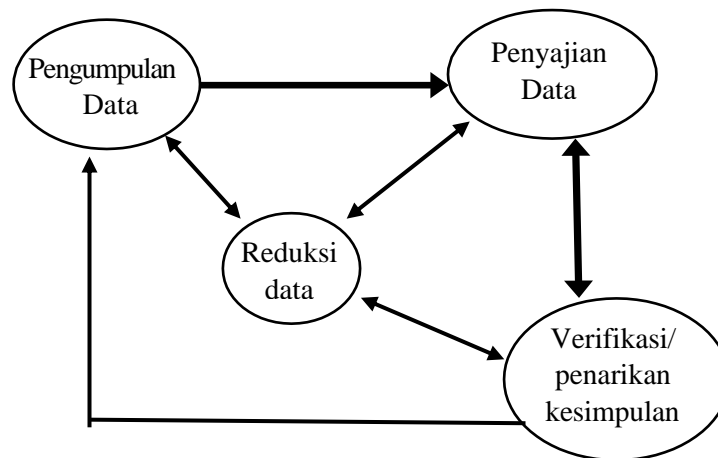 Pengumpulan
Data
Penyajian
Data
Reduksi
data
Verifikasi/
penarikan
kesimpulan